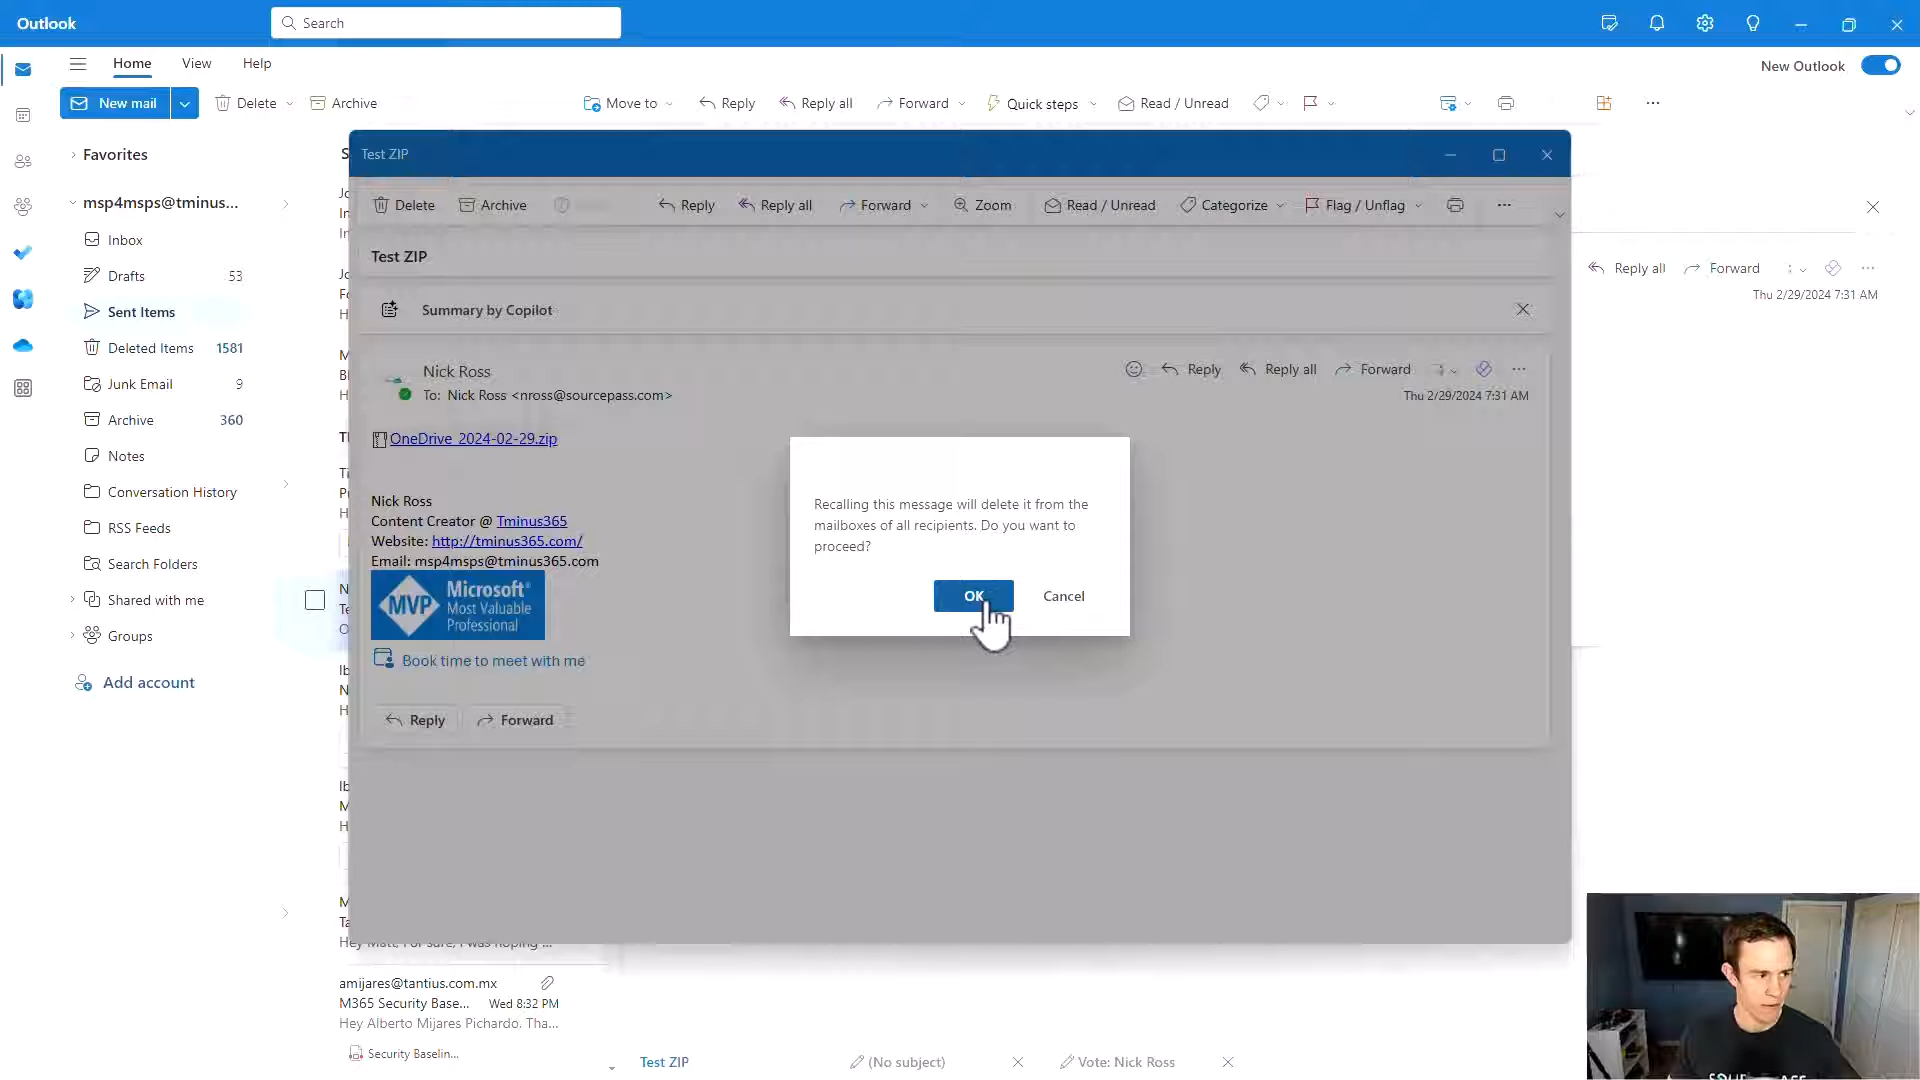 Outlook
Search
Home
View
Help
New Outlook
New mail
Delete
Archive
Move to
Reply
Reply all
Forward
Quick steps
Read / Unread
Favorites
msp4msps@tminus...
Inbox
Drafts 53
Sent Items
Deleted Items 1581
Junk Email 9
Archive 360
Notes
Conversation History
RSS Feeds
Search Folders
Shared with me
Groups
Add account
Test ZIP
Delete
Archive
Reply
Reply all
Forward
Zoom
Read / Unread
Categorize
Flag / Unflag
Test ZIP
Summary by Copilot
Nick Ross
To: Nick Ross <nross@sourcepass.com>
Reply
Reply all
Forward
Thu 2/29/2024 7:31 AM
OneDrive_2024-02-29.zip
Nick Ross
Content Creator @ Tminus365
Website: http://tminus365.com/
Email: msp4msps@tminus365.com
MVP
Microsoft®
Most Valuable
Professional
Book time to meet with me
Reply
Forward
Recalling this message will delete it from the
mailboxes of all recipients. Do you want to
proceed?
OK
Cancel
Reply all
Forward
Thu 2/29/2024 7:31 AM
amijares@tantius.com.mx
M365 Security Base... Wed 8:32 PM
Hey Alberto Mijares Pichardo, Tha...
Security Baselin...
Test ZIP
(No subject)
Vote: Nick Ross